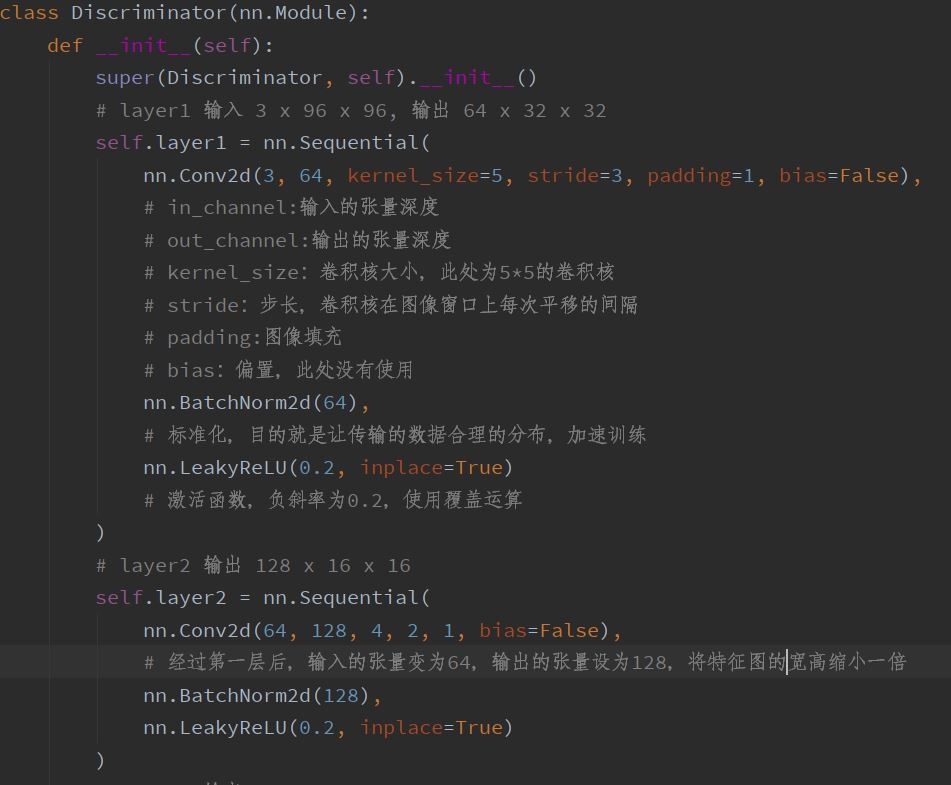 class Discriminator(nn.Module):
def __init__(self):
super(Discriminator, self).__init__()
# layer1 输入 3 x 96 x 96, 输出 64 x 32 x 32
self.layer1 = nn.Sequential(
nn.Conv2d(3, 64, kernel_size=5, stride=3, padding=1, bias=False),
# in_channel:输入的张量深度
# out_channel:输出的张量深度
# kernel_size: 卷积核大小，此处为5*5的卷积核
# stride: 步长，卷积核在图像窗口上每次平移的间隔
# padding:图像填充
# bias: 偏置，此处没有使用
nn.BatchNorm2d(64),
# 标准化，目的就是让传输的数据合理的分布，加速训练
nn.LeakyReLU(0.2, inplace=True)
# 激活函数，负斜率为0.2，使用覆盖运算
)
# layer2 输出 128 x 16 x 16
self.layer2 = nn.Sequential(
nn.Conv2d(64, 128, 4, 2, 1, bias=False),
# 经过第一层后，输入的张量变为64，输出的张量设为128，将特征图的宽高缩小一倍
nn.BatchNorm2d(128),
nn.LeakyReLU(0.2, inplace=True)
)